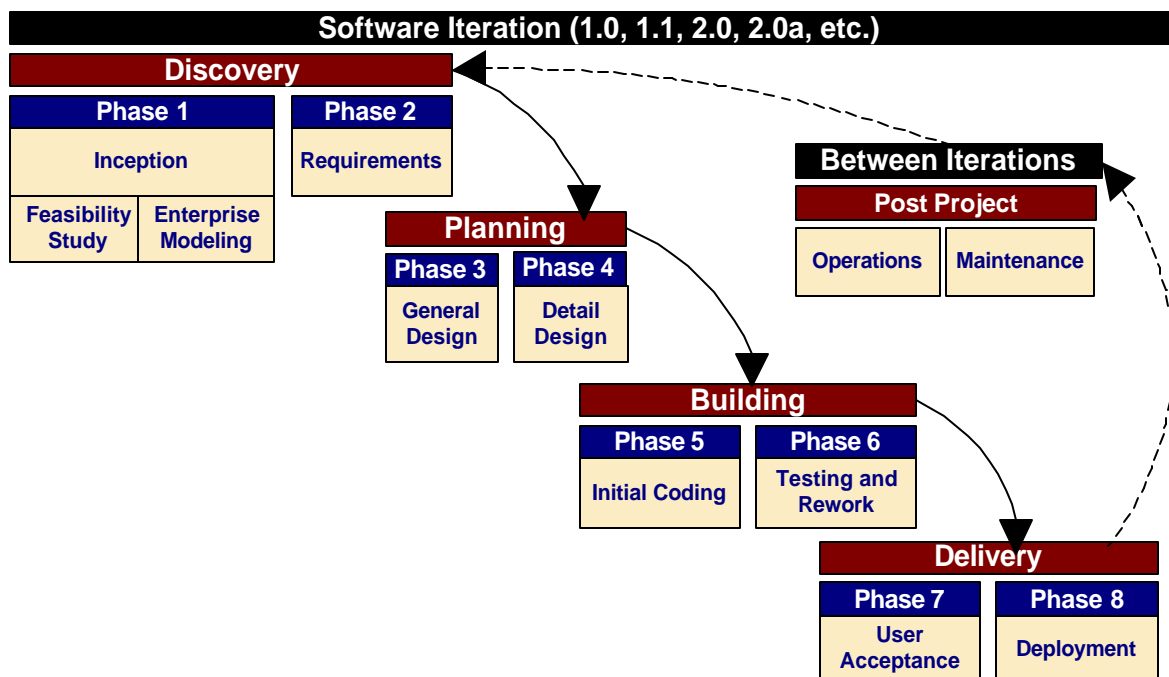 Software Iteration (1.0, 1.1, 2.0, 2.0a, etc.)
Discovery
Phase 1
Inception
Feasibility
Study
Enterprise
Modeling
Phase 2
Requirements
Between Iterations
Post Project
Operations
Maintenance
Planning
Phase 3
General
Design
Phase 4
Detail
Design
Building
Phase 5
Initial Coding
Phase 6
Testing and
Rework
Delivery
Phase 7
User
Acceptance
Phase 8
Deployment